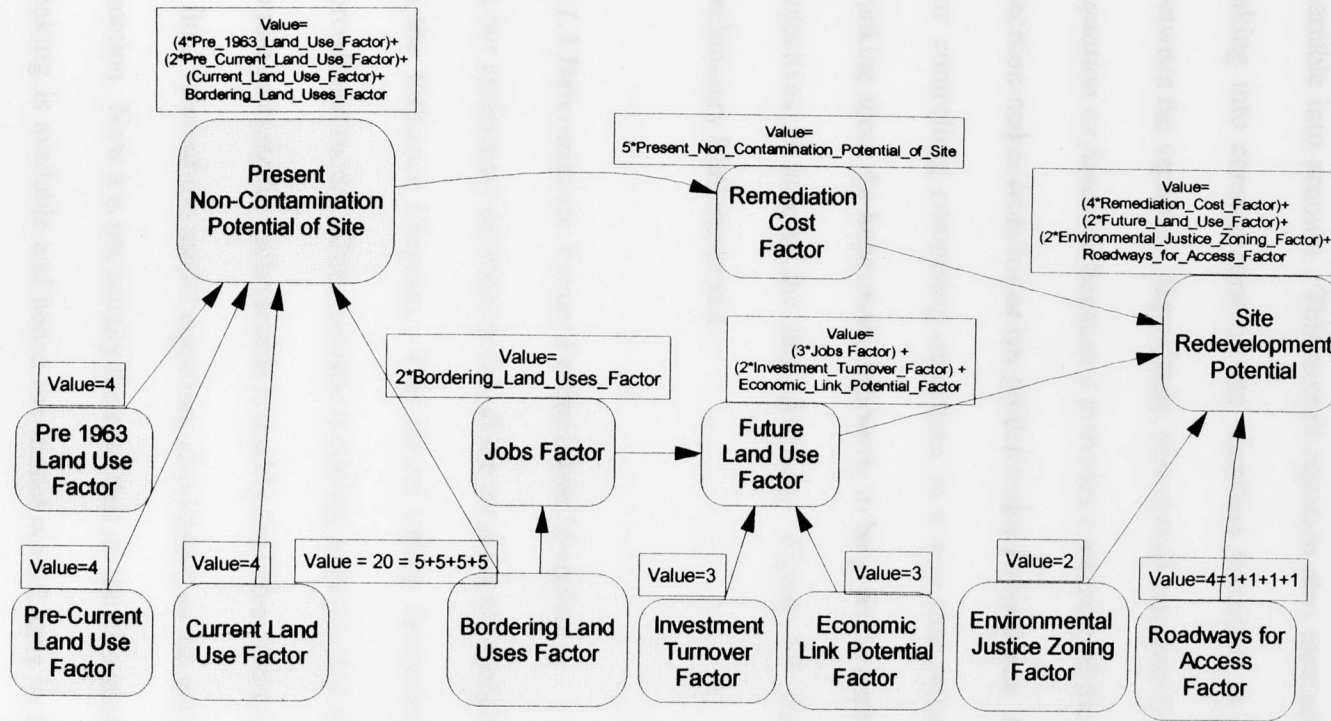 Value=
(4*Pre_1963_Land_Use_Factor)+
(2*Pre_Current_Land_Use_Factor)+
(Current_Land_Use_Factor)+
Bordering_Land_Uses_Factor
Present
Non-Contamination
Potential of Site
Value=
5*Present_Non_Contamination_Potential_of_Site
Remediation
Cost
Factor
Value=
(4*Remediation_Cost_Factor)+
(2*Future_Land_Use_Factor)+
(2*Environmental_Justice_Zoning_Factor)+
Roadways_for_Access_Factor
Site
Redevelopment
Potential
Value=
2*Bordering_Land_Uses_Factor
Jobs Factor
Value=
(3*Jobs Factor) +
(2*Investment_Turnover_Factor) +
Economic_Link_Potential_Factor
Future
Land Use
Factor
Value=4
Pre 1963
Land Use
Factor
Value=4
Pre-Current
Land Use
Factor
Value=4
Current Land
Use Factor
Value = 20 = 5+5+5+5
Bordering Land
Uses Factor
Value=3
Investment
Turnover
Factor
Value=3
Economic
Link Potential
Factor
Value=2
Environmental
Justice Zoning
Factor
Value=4=1+1+1+1
Roadways for
Access
Factor